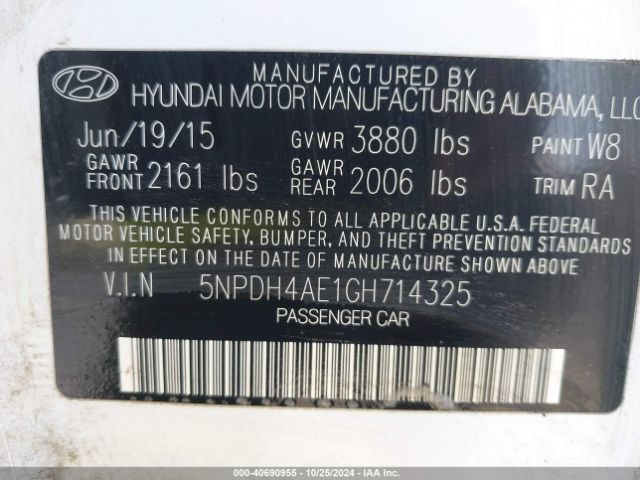 MANUFACTURED BY
HYUNDAI MOTOR MANUFACTURING ALABAMA, LLC
Jun/19/15 GVWR 3880 lbs PAINT W8
GAWR FRONT 2161 lbs GAWR REAR 2006 lbs TRIM RA
THIS VEHICLE CONFORMS TO ALL APPLICABLE U.S.A. FEDERAL
MOTOR VEHICLE SAFETY, BUMPER, AND THEFT PREVENTION STANDARDS
IN EFFECT ON THE DATE OF MANUFACTURE SHOWN ABOVE.
V.I.N 5NPDH4AE1GH714325
PASSENGER CAR
000-40690955 - 10/25/2024 - IAA Inc.